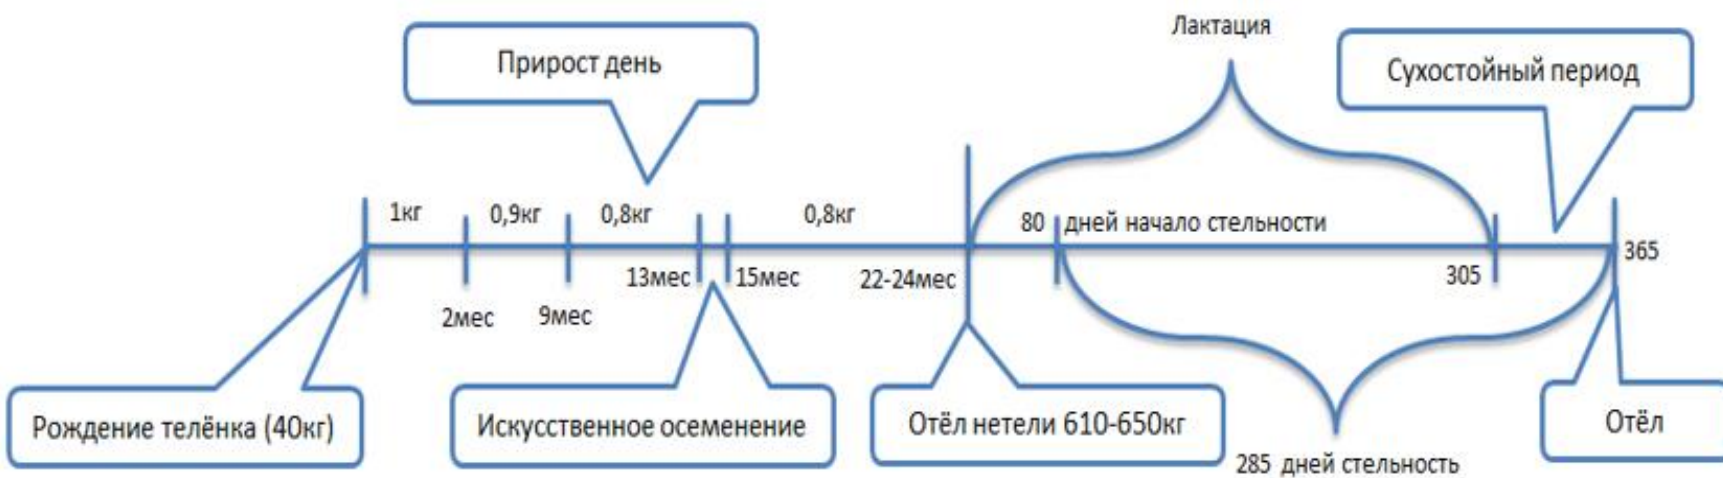 Лактация
Прирост день
Сухостойный период
1кг
0,9кг
0,8кг
0,8кг
80 дней начало стельности
365
13мес
15мес
22-24мес
305
2мес
9мес
Рождение телёнка (40кг)
Искусственное осеменение
Отёл нетели 610-650кг
Отёл
285 дней стельность